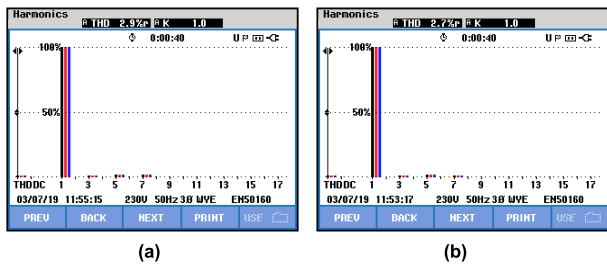 Harmonics
A THD 2.9%r A K 1.0
0:00:40 U P
100%
50%
THDDC 1 3 5 7 9 11 13 15 17
03/07/19 11:55:15 230V 50Hz 3Ø WYE EN50160
PREV BACK NEXT PRINT USE
(a)
Harmonics
A THD 2.7%r A K 1.0
0:00:40 U P
100%
50%
THDDC 1 3 5 7 9 11 13 15 17
03/07/19 11:53:17 230V 50Hz 3Ø WYE EN50160
PREV BACK NEXT PRINT USE
(b)